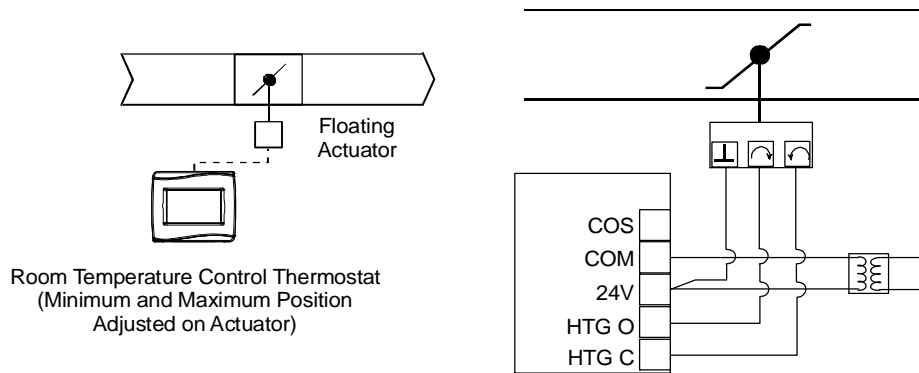 Floating
Actuator
Room Temperature Control Thermostat
(Minimum and Maximum Position
Adjusted on Actuator)
COS
COM
24V
HTG O
HTG C